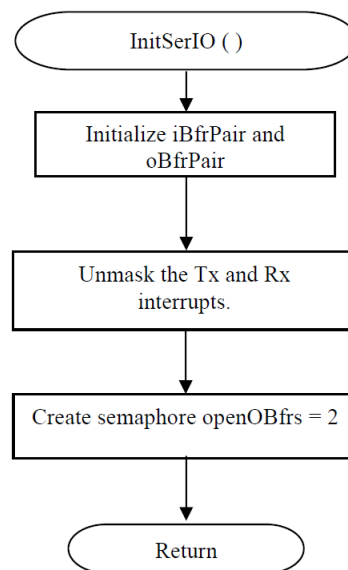 InitSerIO ( )
Initialize iBfrPair and
oBfrPair
Unmask the Tx and Rx
interrupts.
Create semaphore openOBfrs = 2
Return